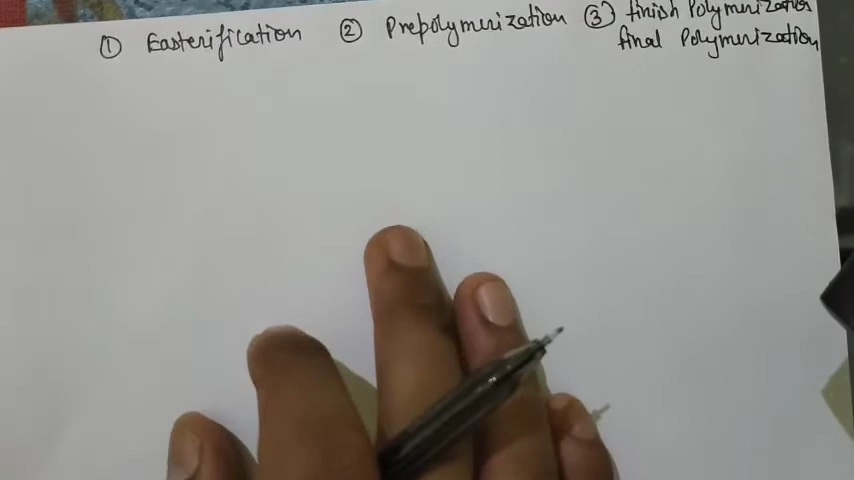 ① Easterification ② Prepolymerization ③ finish Polymerization
final Polymerization